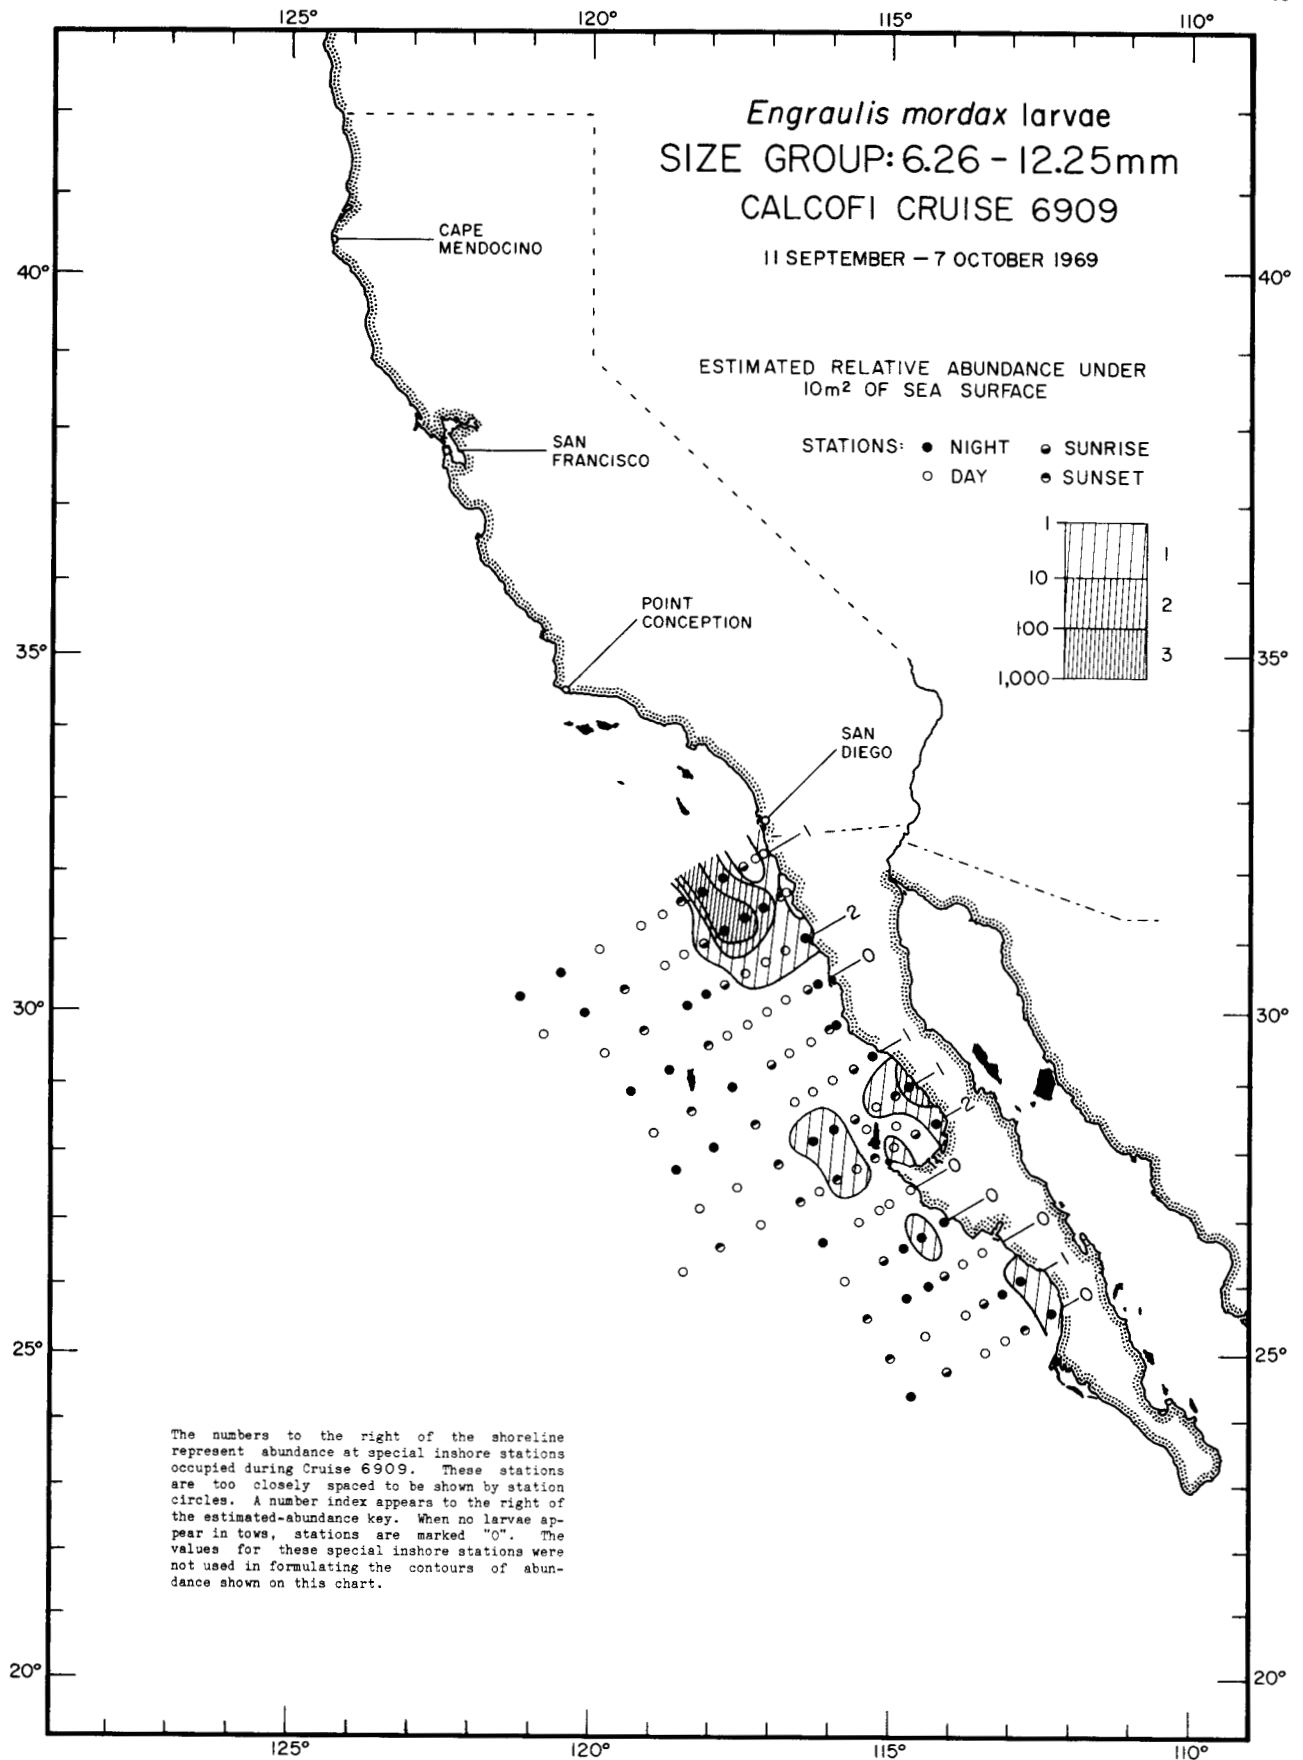 125° 120° 115° 110°
Engraulis mordax larvae
SIZE GROUP: 6.26 – 12.25mm
CALCOFI CRUISE 6909
11 SEPTEMBER – 7 OCTOBER 1969
CAPE
MENDOCINO
40° 40°
ESTIMATED RELATIVE ABUNDANCE UNDER
10m² OF SEA SURFACE
STATIONS: ● NIGHT ◒ SUNRISE
○ DAY ◓ SUNSET
SAN
FRANCISCO
1
1
10
2
100
3
1,000
POINT
CONCEPTION
35° 35°
SAN
DIEGO
1
2
0
30° 30°
1
1
2
0
0
0
1
0
25° 25°
The numbers to the right of the shoreline
represent abundance at special inshore stations
occupied during Cruise 6909. These stations
are too closely spaced to be shown by station
circles. A number index appears to the right of
the estimated-abundance key. When no larvae ap-
pear in tows, stations are marked "0". The
values for these special inshore stations were
not used in formulating the contours of abun-
dance shown on this chart.
20° 20°
125° 120° 115° 110°